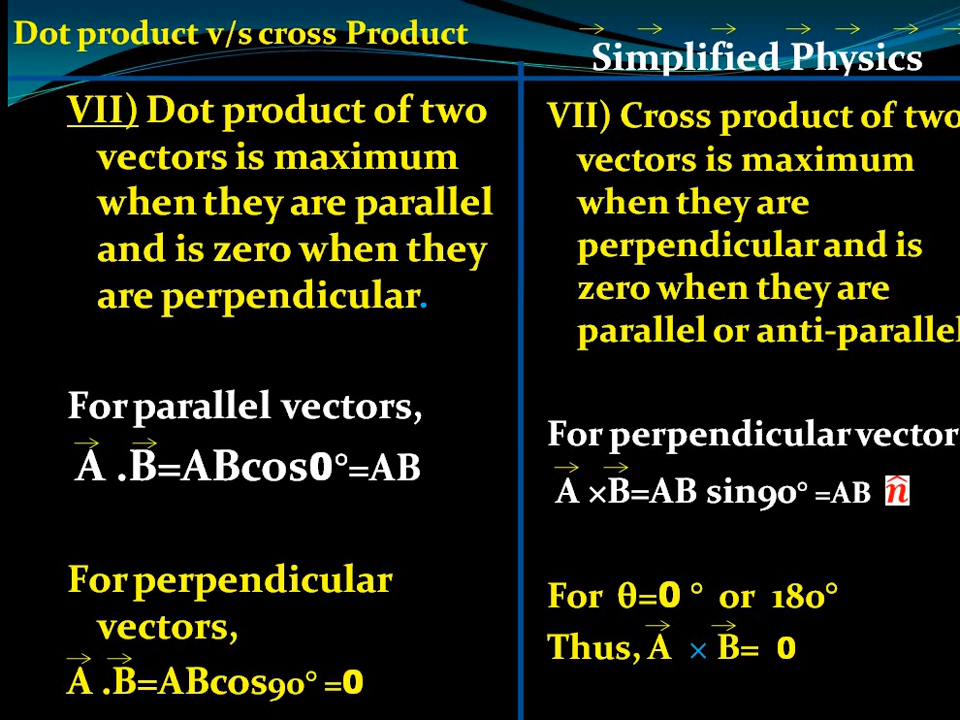 Dot product v/s cross Product
Simplified Physics
VII) Dot product of two
vectors is maximum
when they are parallel
and is zero when they
are perpendicular.
For parallel vectors,
A .B=ABcos0°=AB
For perpendicular
vectors,
A .B=ABcos90° =0
VII) Cross product of two
vectors is maximum
when they are
perpendicular and is
zero when they are
parallel or anti-parallel
For perpendicular vector
A ×B=AB sin90° =AB n̂
For θ=0 ° or 180°
Thus, A × B= 0